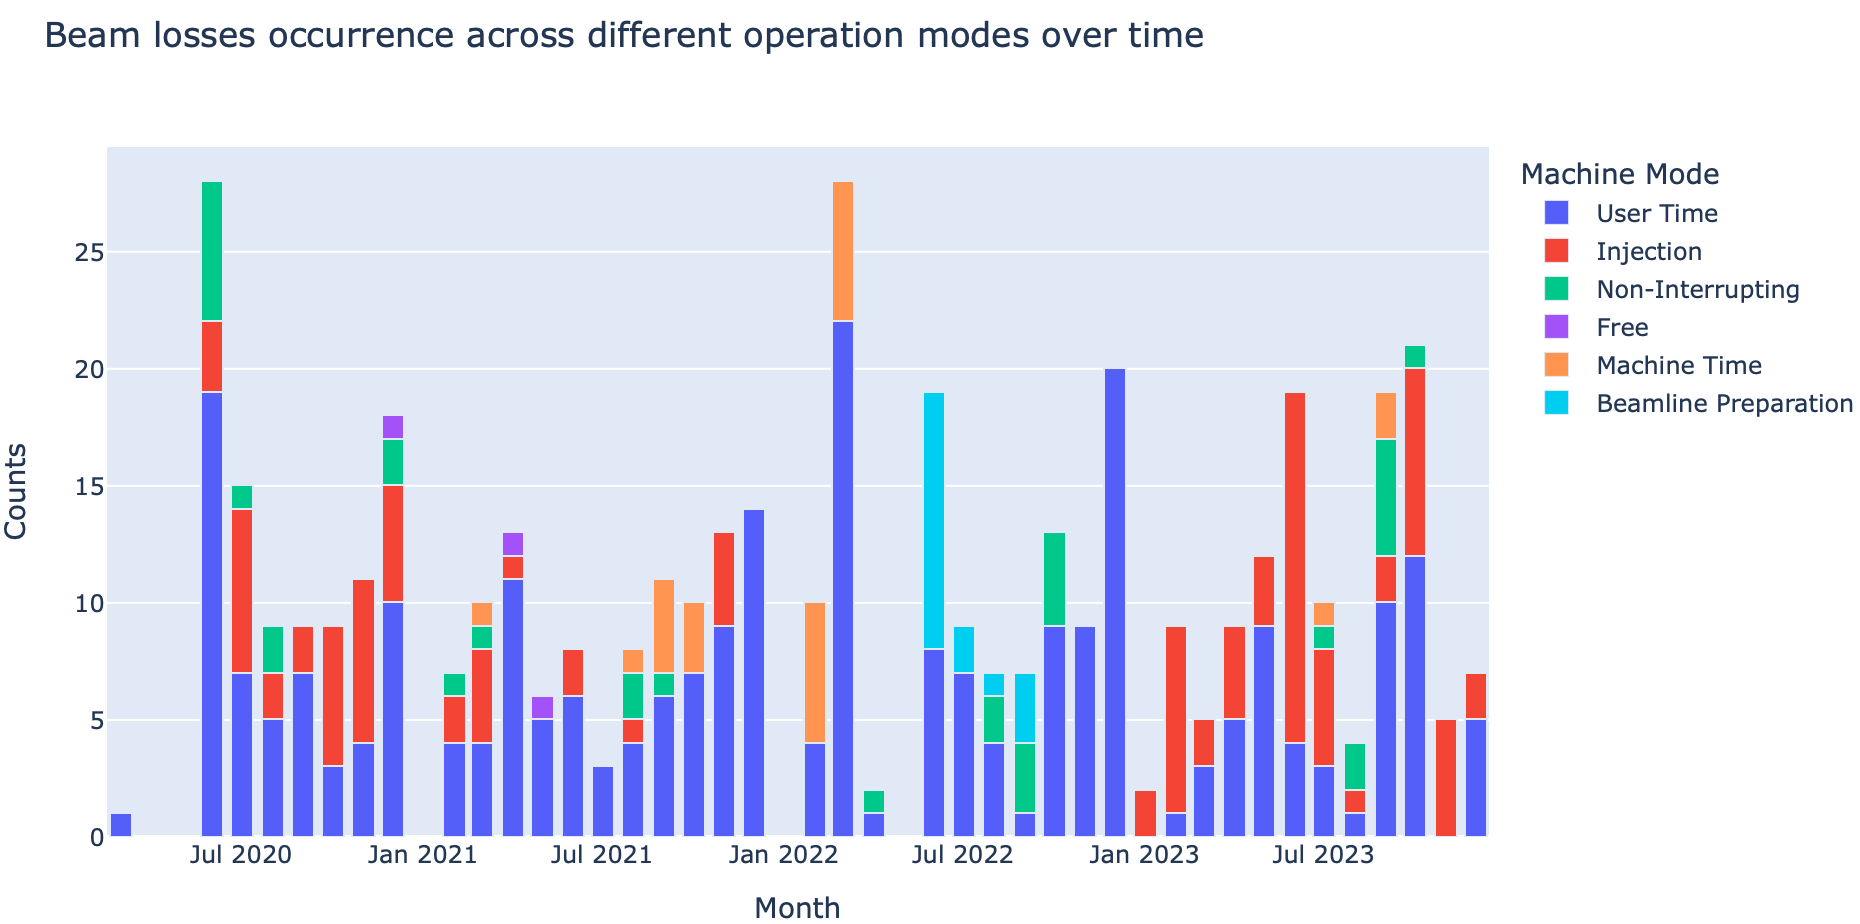 Beam losses occurrence across different operation modes over time
Machine Mode
User Time
Injection
Non-Interrupting
Free
Machine Time
Beamline Preparation
Counts
25
20
15
10
5
0
Jul 2020
Jan 2021
Jul 2021
Jan 2022
Jul 2022
Jan 2023
Jul 2023
Month